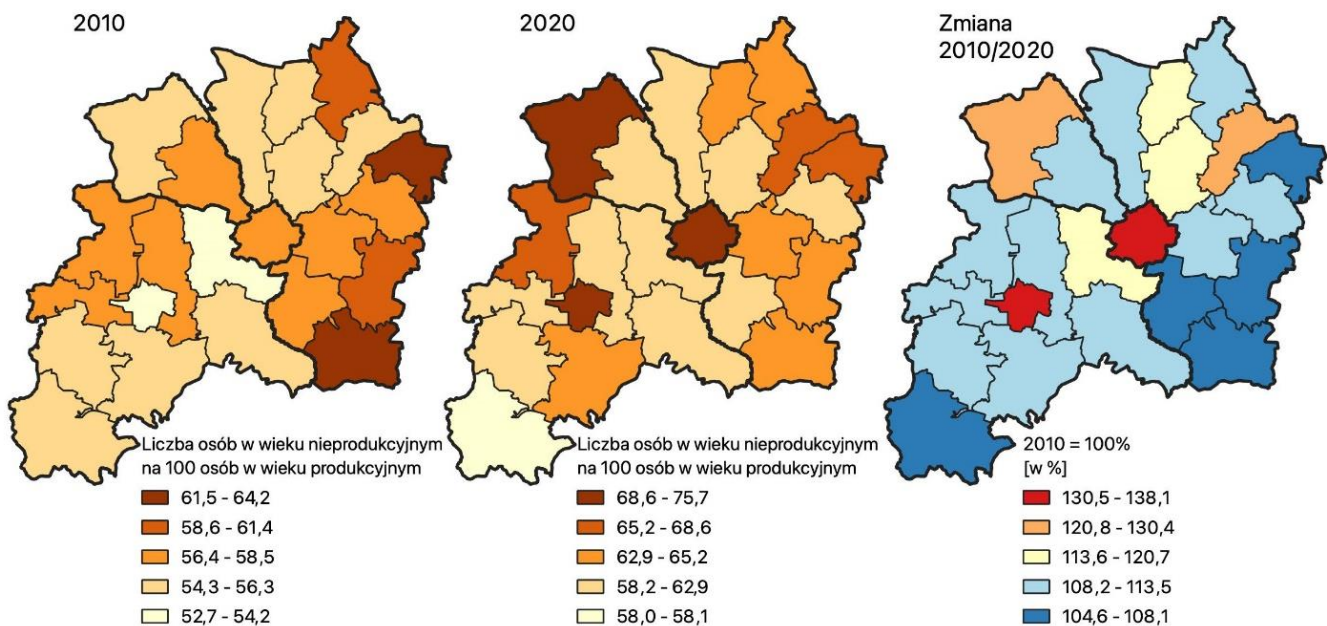 2010
Liczba osób w wieku nieprodukcyjnym
na 100 osób w wieku produkcyjnym
61,5 - 64,2
58,6 - 61,4
56,4 - 58,5
54,3 - 56,3
52,7 - 54,2
2020
Liczba osób w wieku nieprodukcyjnym
na 100 osób w wieku produkcyjnym
68,6 - 75,7
65,2 - 68,6
62,9 - 65,2
58,2 - 62,9
58,0 - 58,1
Zmiana
2010/2020
2010 = 100%
[w %]
130,5 - 138,1
120,8 - 130,4
113,6 - 120,7
108,2 - 113,5
104,6 - 108,1